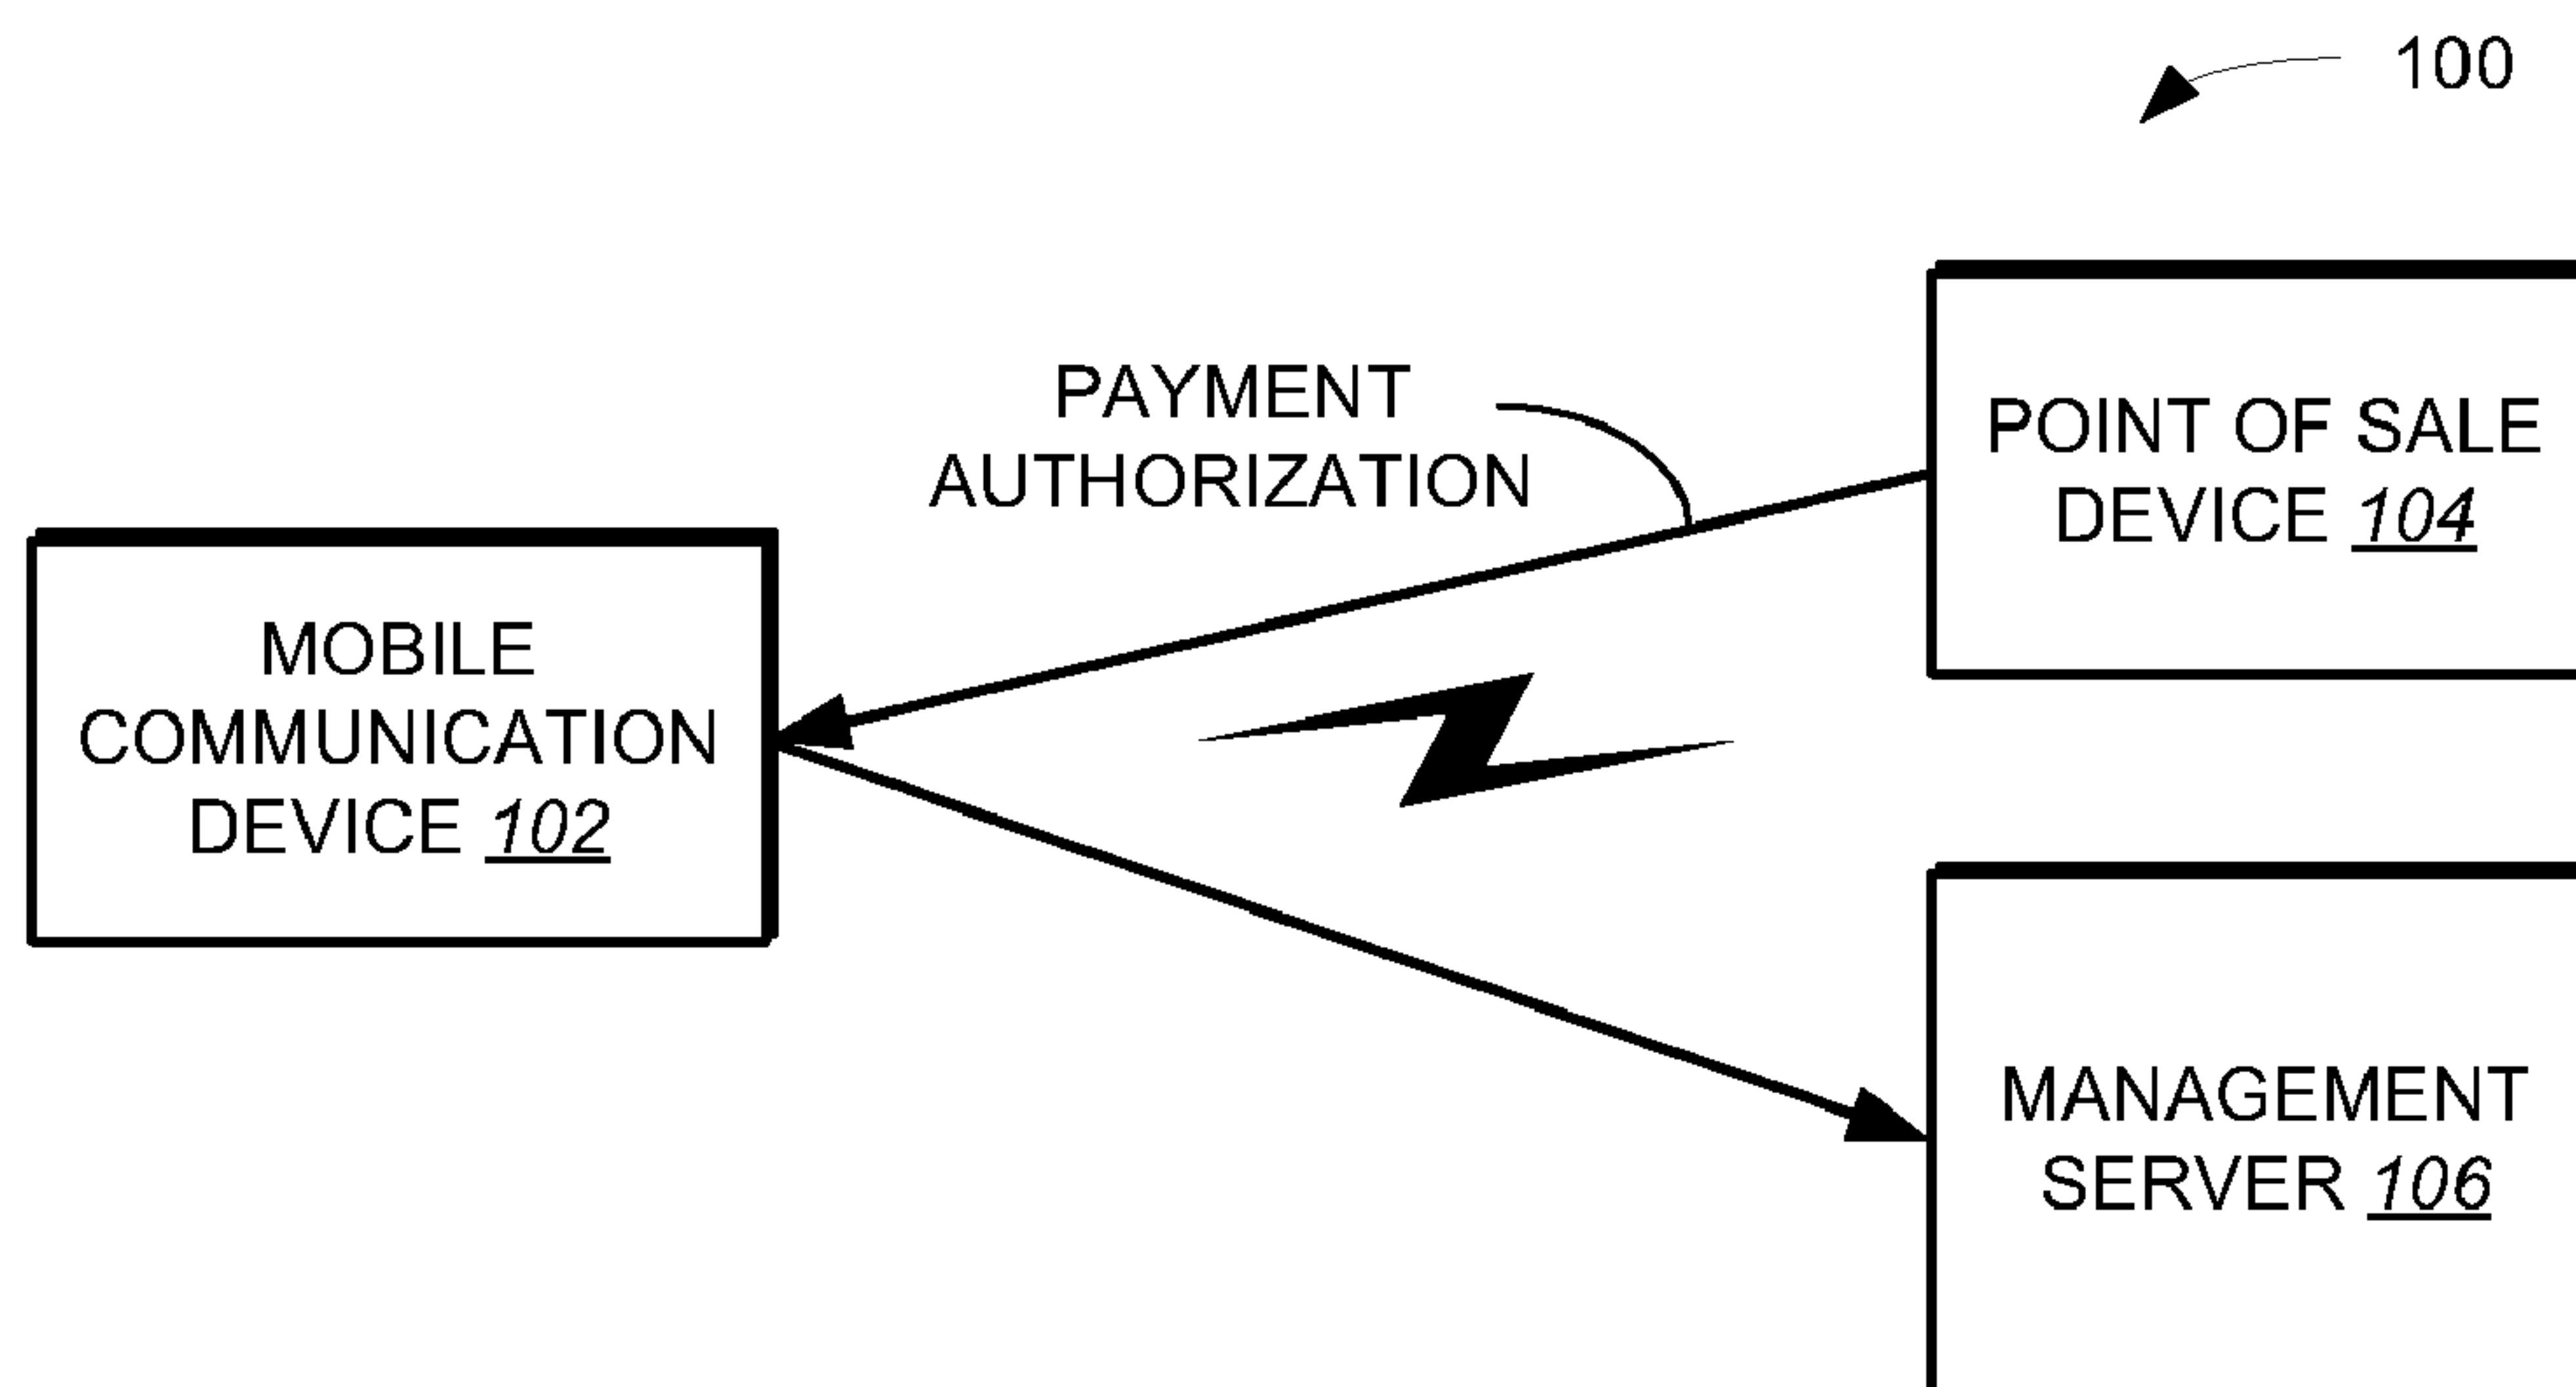 100
PAYMENT
AUTHORIZATION
POINT OF SALE
DEVICE 104
MOBILE
COMMUNICATION
DEVICE 102
MANAGEMENT
SERVER 106